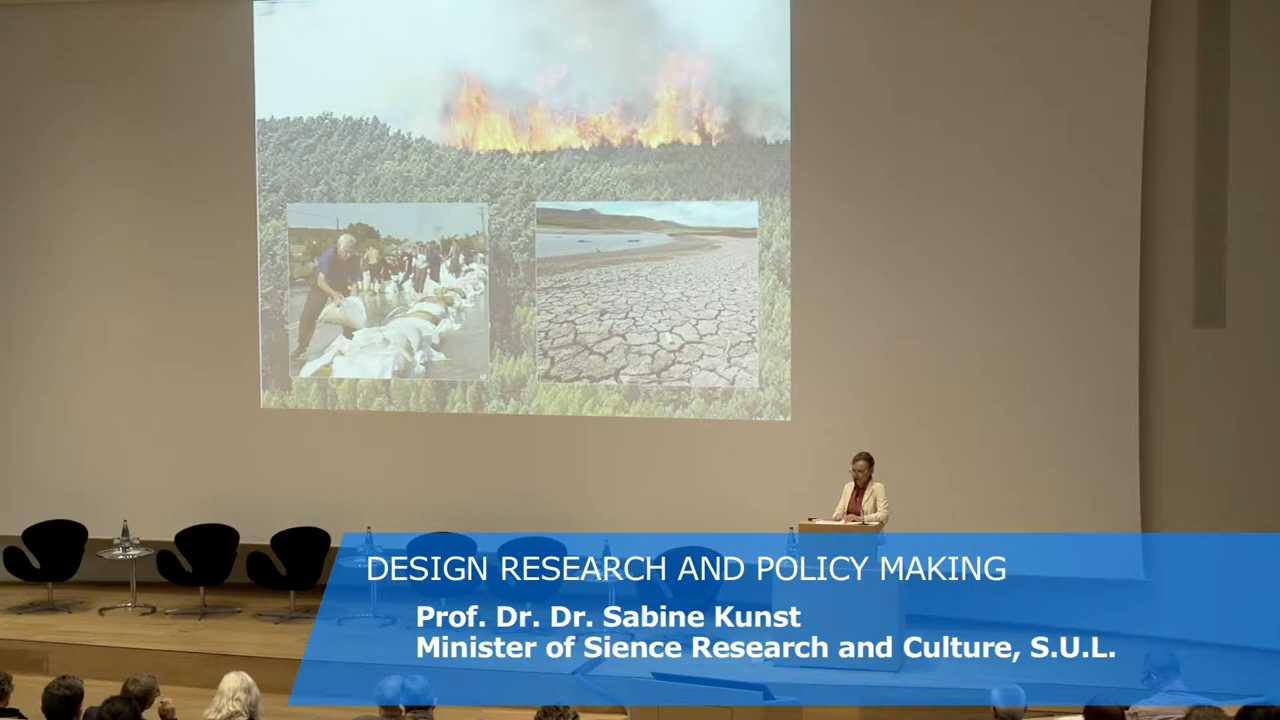 DESIGN RESEARCH AND POLICY MAKING
Prof. Dr. Dr. Sabine Kunst
Minister of Sience Research and Culture, S.U.L.